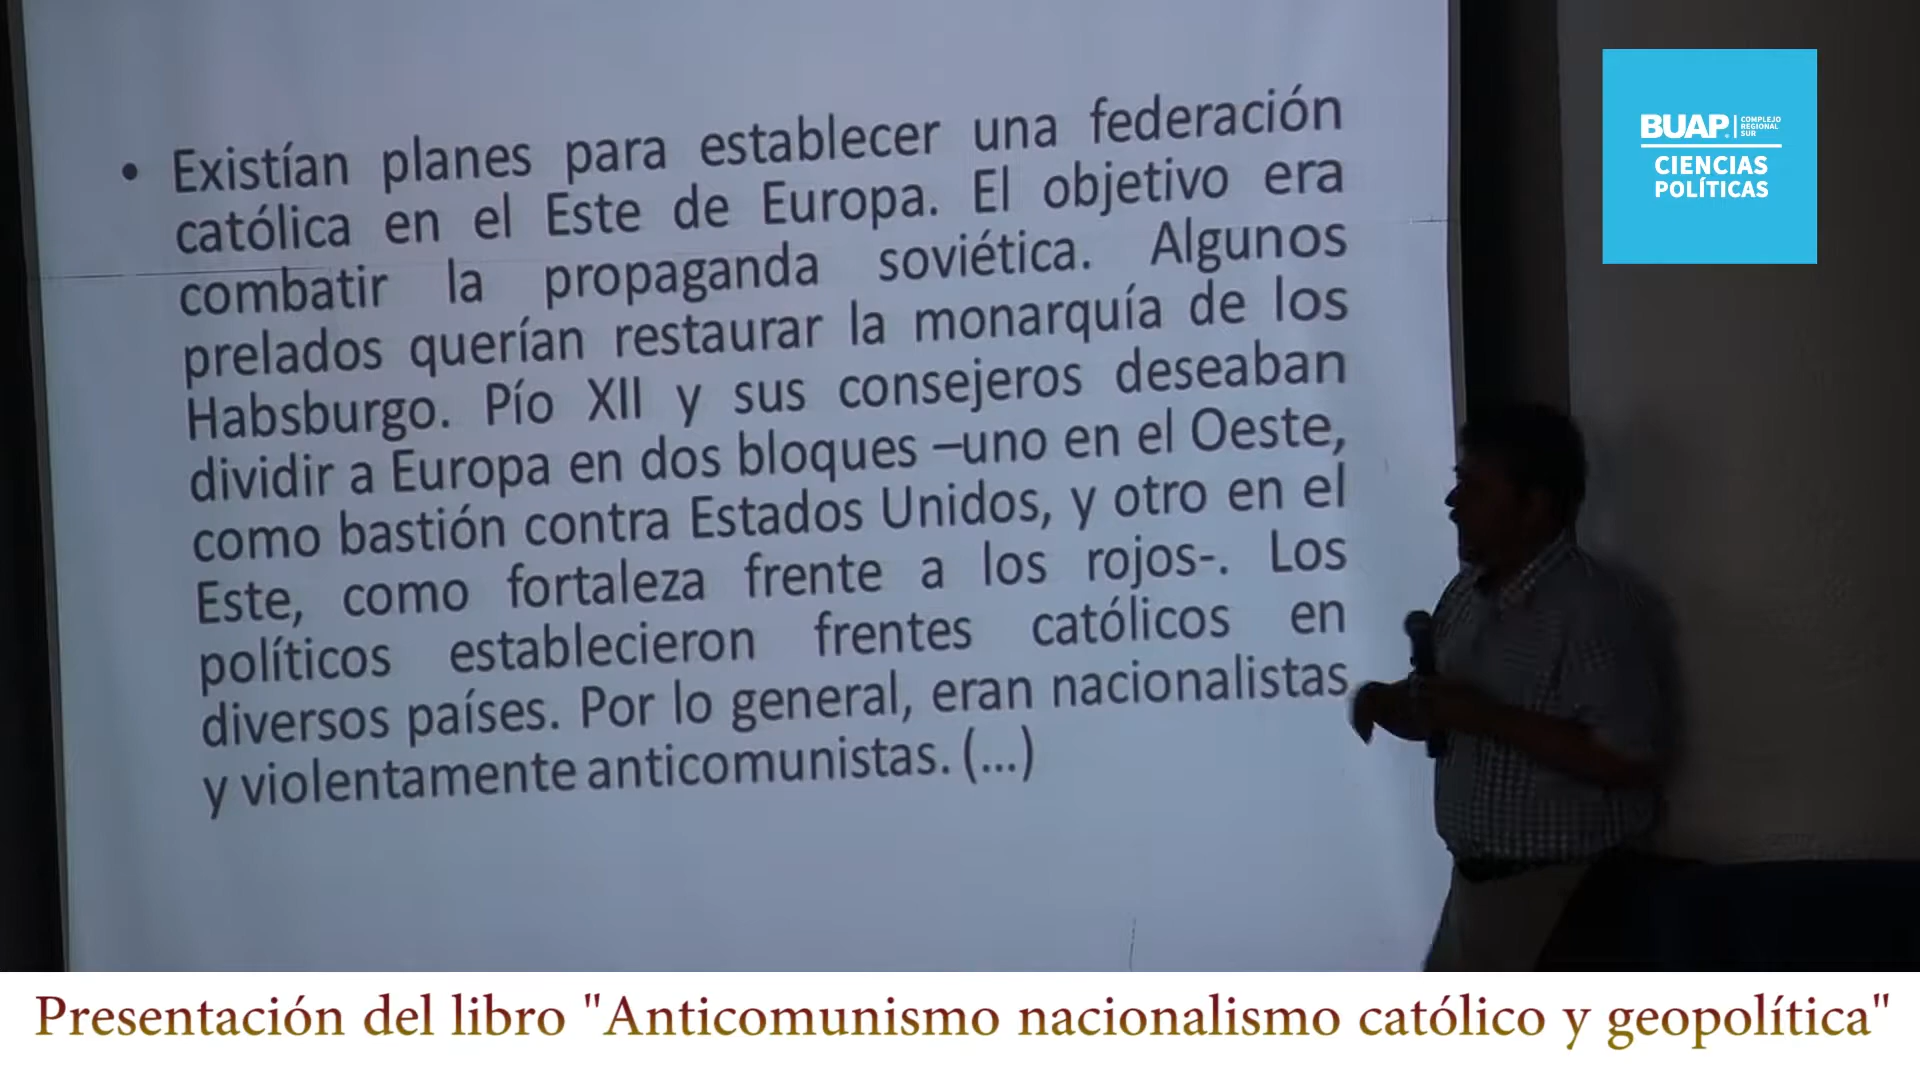 • Existían planes para establecer una federación
católica en el Este de Europa. El objetivo era
combatir la propaganda soviética. Algunos
prelados querían restaurar la monarquía de los
Habsburgo. Pío XII y sus consejeros deseaban
dividir a Europa en dos bloques –uno en el Oeste,
como bastión contra Estados Unidos, y otro en el
Este, como fortaleza frente a los rojos-. Los
políticos establecieron frentes católicos en
diversos países. Por lo general, eran nacionalistas
y violentamente anticomunistas. (...)
BUAP
COMPLEJO
REGIONAL
SUR
CIENCIAS
POLÍTICAS
Presentación del libro "Anticomunismo nacionalismo católico y geopolítica"